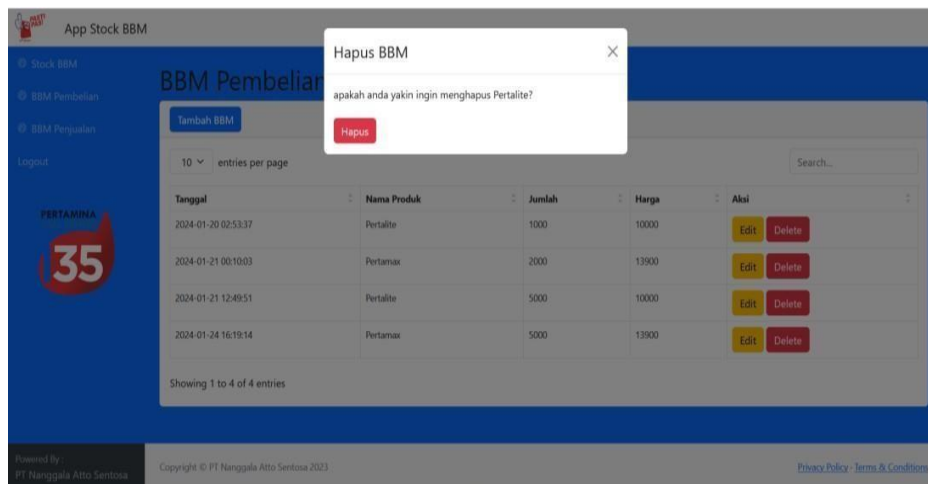 PASTI PAS!
App Stock BBM
Hapus BBM
apakah anda yakin ingin menghapus Pertalite?
Hapus
Stock BBM
BBM Pembelian
BBM Penjualan
Logout
PERTAMINA
35
BBM Pembelian
Tambah BBM
10 entries per page
Search...
Tanggal Nama Produk Jumlah Harga Aksi
2024-01-20 02:53:37 Pertalite 1000 10000 Edit Delete
2024-01-21 00:10:03 Pertamax 2000 13900 Edit Delete
2024-01-21 12:49:51 Pertalite 5000 10000 Edit Delete
2024-01-24 16:19:14 Pertamax 5000 13900 Edit Delete
Showing 1 to 4 of 4 entries
Powered By :
PT Nanggala Atto Sentosa
Copyright © PT Nanggala Atto Sentosa 2023
Privacy Policy · Terms & Conditions